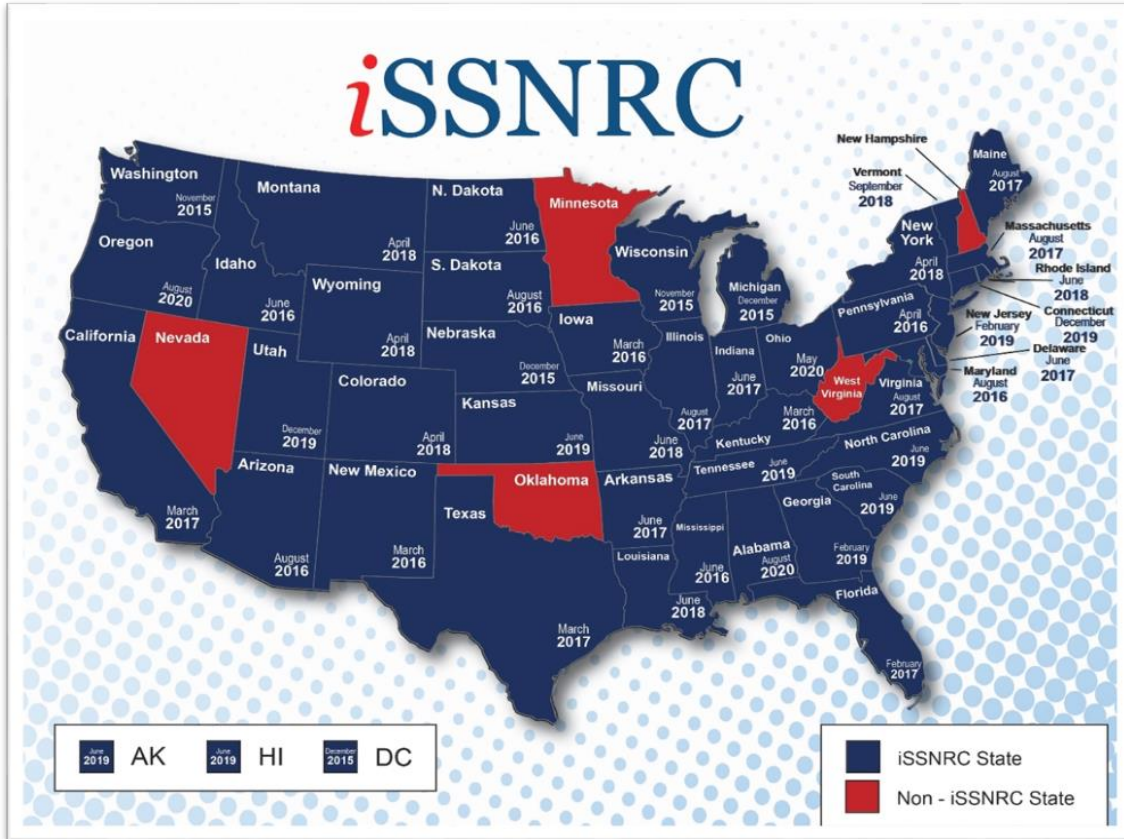 iSSNRC
Washington
November
2015
Oregon
August
2020
California
March
2017
Nevada
Idaho
June
2016
Montana
April
2018
Wyoming
April
2018
Utah
December
2019
Colorado
April
2018
Arizona
August
2016
New Mexico
March
2016
N. Dakota
June
2016
S. Dakota
August
2016
Nebraska
December
2015
Kansas
June
2019
Oklahoma
Texas
March
2017
Minnesota
Iowa
March
2016
Missouri
June
2018
Arkansas
June
2017
Louisiana
June
2018
Wisconsin
November
2015
Illinois
August
2017
Michigan
December
2015
Indiana
June
2017
Ohio
May
2020
Kentucky
March
2016
Tennessee
June
2019
Mississippi
June
2016
Alabama
August
2020
Georgia
February
2019
Florida
February
2017
South
Carolina
June
2019
North Carolina
June
2019
Virginia
August
2017
West
Virginia
Pennsylvania
April
2016
New
York
April
2018
Vermont
September
2018
New Hampshire
Maine
August
2017
Massachusetts
August
2017
Rhode Island
June
2018
Connecticut
December
2019
New Jersey
February
2019
Delaware
June
2017
Maryland
August
2016
June
2019
AK
June
2019
HI
December
2015
DC
iSSNRC State
Non - iSSNRC State